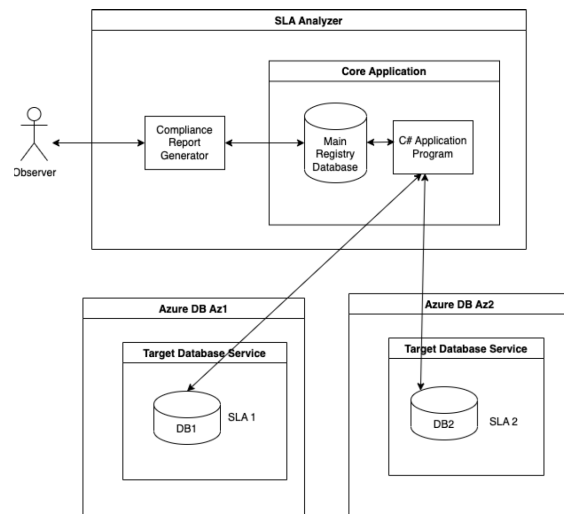 SLA Analyzer
Core Application
Compliance
Report
Generator
Main
Registry
Database
C# Application
Program
Observer
Azure DB Az1
Target Database Service
DB1
SLA 1
Azure DB Az2
Target Database Service
DB2
SLA 2